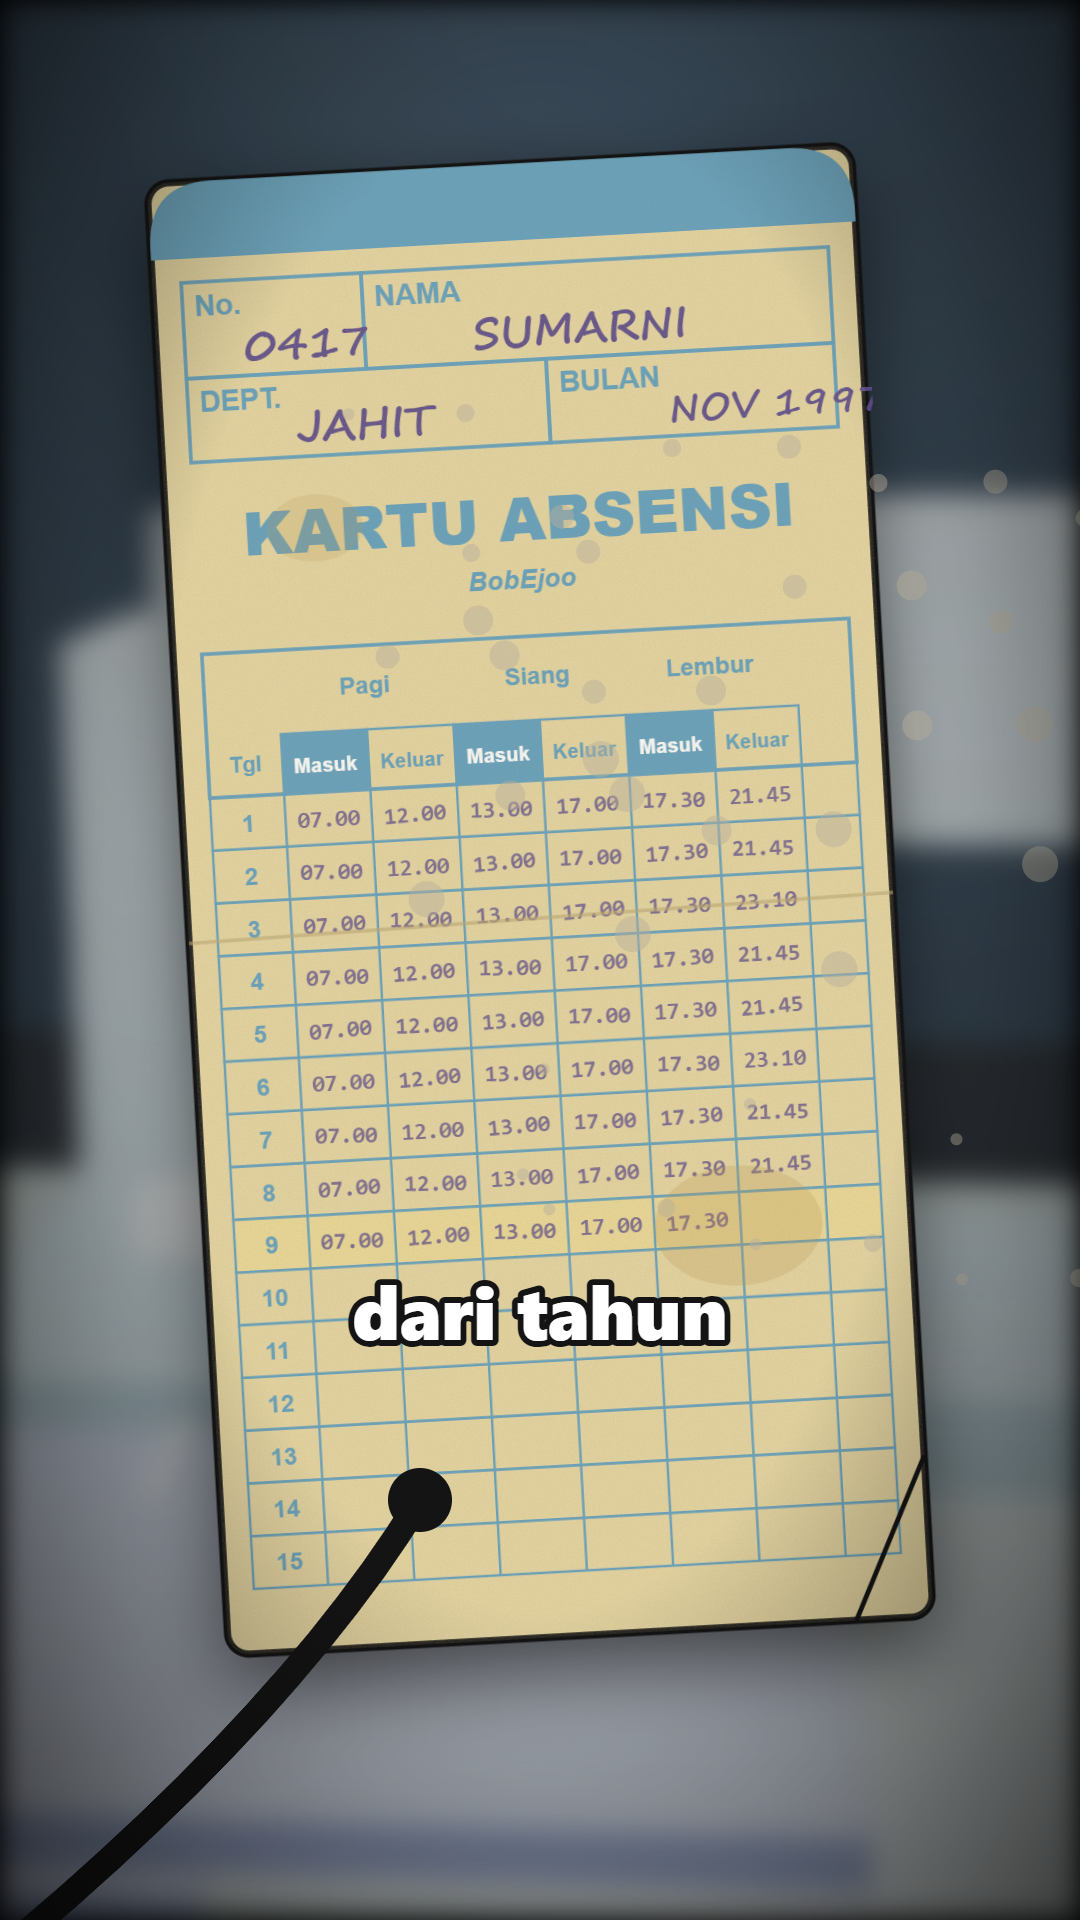 No. NAMA
0417 SUMARNI
DEPT. BULAN
JAHIT NOV 1997
KARTU ABSENSI
BobEjoo
Pagi Siang Lembur
Tgl Masuk Keluar Masuk Keluar Masuk Keluar
1 07.00 12.00 13.00 17.00 17.30 21.45
2 07.00 12.00 13.00 17.00 17.30 21.45
3 07.00 12.00 13.00 17.00 17.30 23.10
4 07.00 12.00 13.00 17.00 17.30 21.45
5 07.00 12.00 13.00 17.00 17.30 21.45
6 07.00 12.00 13.00 17.00 17.30 23.10
7 07.00 12.00 13.00 17.00 17.30 21.45
8 07.00 12.00 13.00 17.00 17.30 21.45
9 07.00 12.00 13.00 17.00 17.30
10
dari tahun
11
12
13
14
15